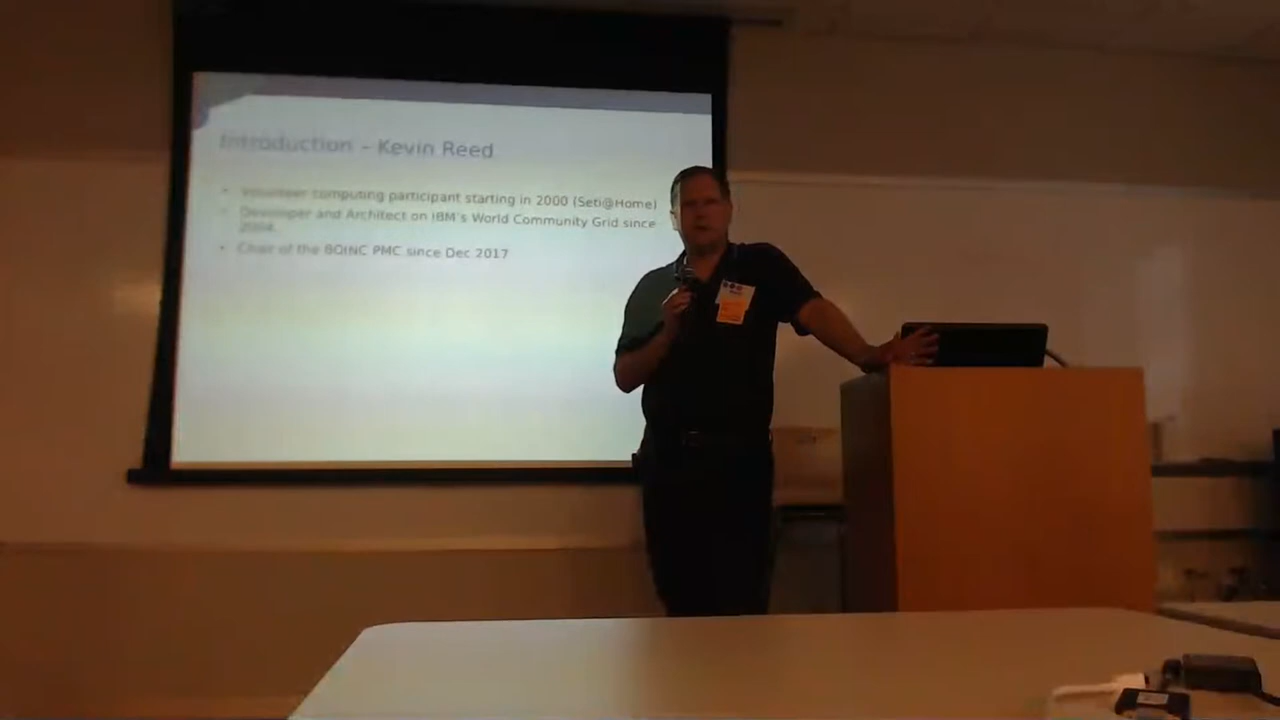 Introduction – Kevin Reed
Volunteer computing participant starting in 2000 (Seti@Home)
Developer and Architect on IBM's World Community Grid since
2004.
Chair of the BOINC PMC since Dec 2017